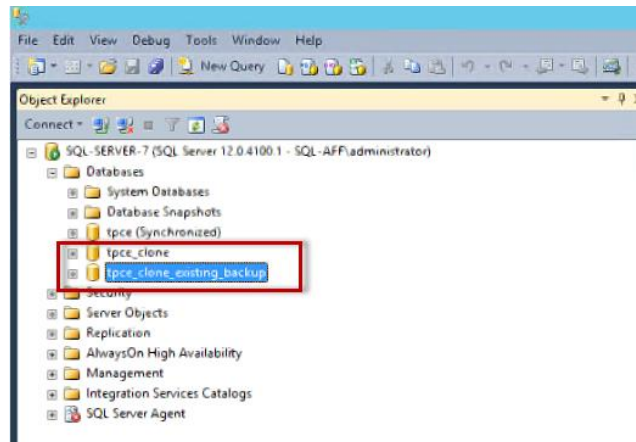 File Edit View Debug Tools Window Help
New Query
Object Explorer
Connect
SQL-SERVER-7 (SQL Server 12.0.4100.1 - SQL-AFF\administrator)
Databases
System Databases
Database Snapshots
tpce (Synchronized)
tpce_clone
tpce_clone_existing_backup
Security
Server Objects
Replication
AlwaysOn High Availability
Management
Integration Services Catalogs
SQL Server Agent